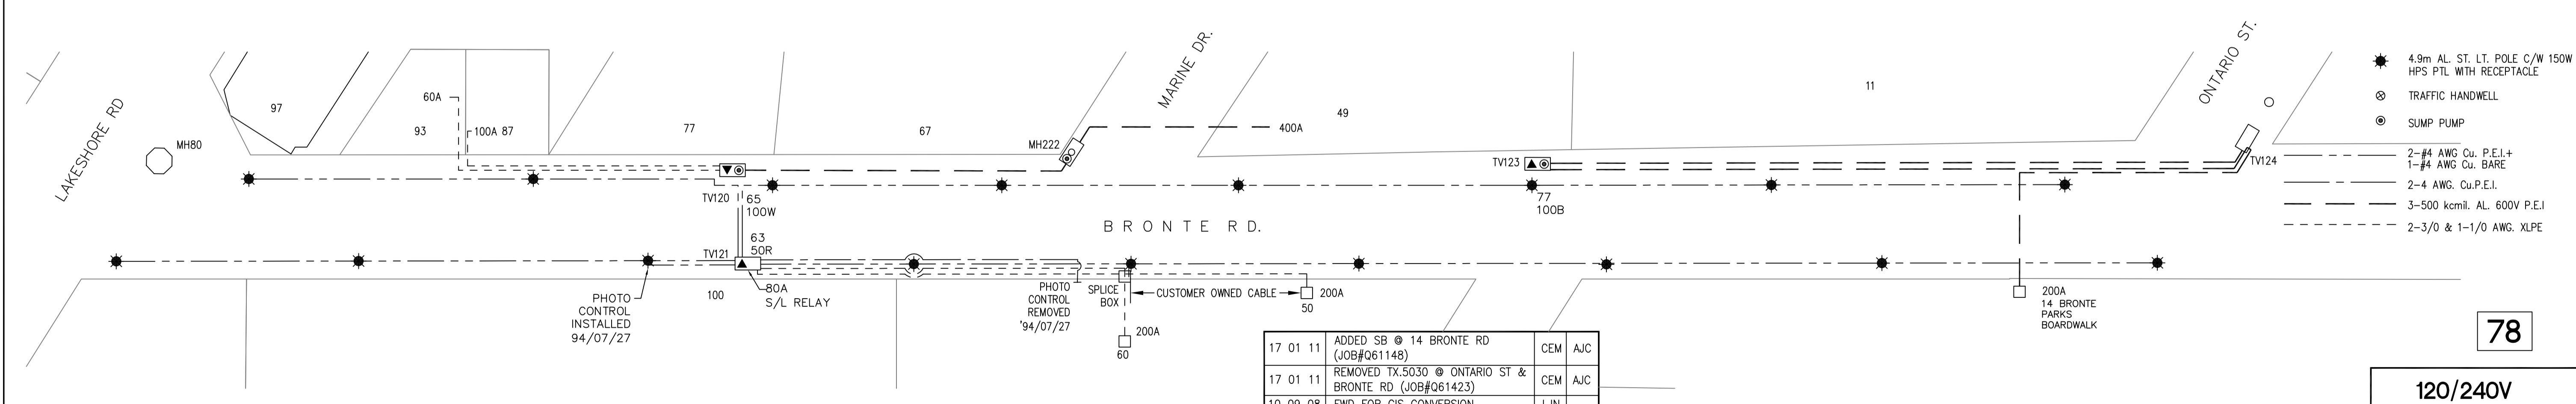 LAKESHORE RD
MH80
97
93
60A
100A 87
77
67
MH222
MARINE DR.
400A
49
TV123
11
ONTARIO ST.
TV124
TV120
65
100W
77
100B
BRONTE RD.
63
50R
TV121
80A
S/L RELAY
100
PHOTO
CONTROL
INSTALLED
94/07/27
PHOTO
CONTROL
REMOVED
'94/07/27
SPLICE
BOX
CUSTOMER OWNED CABLE
200A
50
200A
60
200A
14 BRONTE
PARKS
BOARDWALK
4.9m AL. ST. LT. POLE C/W 150W
HPS PTL WITH RECEPTACLE
TRAFFIC HANDWELL
SUMP PUMP
2-#4 AWG Cu. P.E.I.+
1-#4 AWG Cu. BARE
2-4 AWG. Cu.P.E.I.
3-500 kcmil. AL. 600V P.E.I
2-3/0 & 1-1/0 AWG. XLPE
78
120/240V
17 01 11 ADDED SB @ 14 BRONTE RD (JOB#Q61148) CEM AJC
17 01 11 REMOVED TX.5030 @ ONTARIO ST & BRONTE RD (JOB#Q61423) CEM AJC